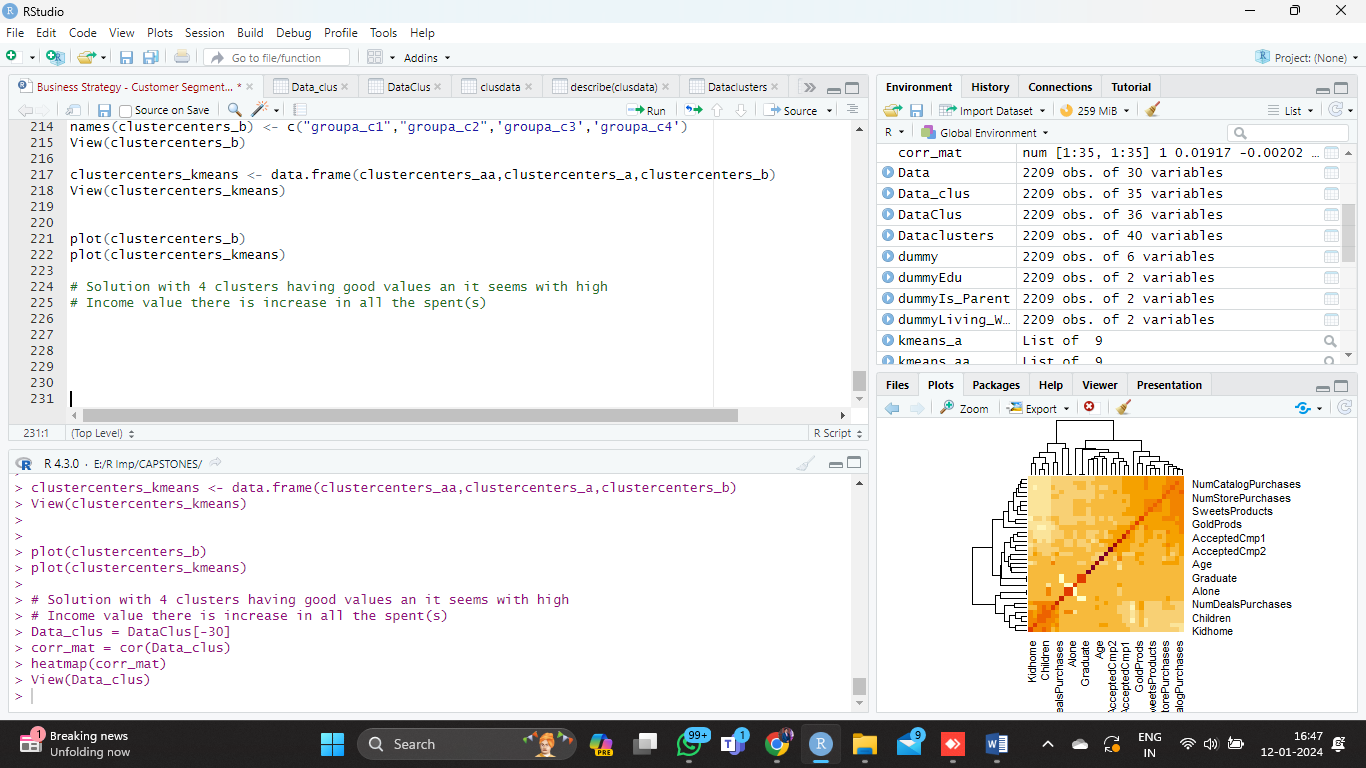 RStudio
File Edit Code View Plots Session Build Debug Profile Tools Help
Go to file/function Addins Project: (None)
Business Strategy - Customer Segment... * Data_clus DataClus clusdata describe(clusdata) Dataclusters
Source on Save Run Source
214 names(clustercenters_b) <- c("groupa_c1","groupa_c2",'groupa_c3','groupa_c4')
215 View(clustercenters_b)
216
217 clustercenters_kmeans <- data.frame(clustercenters_aa,clustercenters_a,clustercenters_b)
218 View(clustercenters_kmeans)
219
220
221 plot(clustercenters_b)
222 plot(clustercenters_kmeans)
223
224 # Solution with 4 clusters having good values an it seems with high
225 # Income value there is increase in all the spent(s)
226
227
228
229
230
231
231:1 (Top Level) R Script
R 4.3.0 · E:/R Imp/CAPSTONES/
> clustercenters_kmeans <- data.frame(clustercenters_aa,clustercenters_a,clustercenters_b)
> View(clustercenters_kmeans)
>
>
> plot(clustercenters_b)
> plot(clustercenters_kmeans)
>
> # Solution with 4 clusters having good values an it seems with high
> # Income value there is increase in all the spent(s)
> Data_clus = DataClus[-30]
> corr_mat = cor(Data_clus)
> heatmap(corr_mat)
> View(Data_clus)
>
Environment History Connections Tutorial
Import Dataset 259 MiB List
R Global Environment
corr_mat num [1:35, 1:35] 1 0.01917 -0.00202 ...
Data 2209 obs. of 30 variables
Data_clus 2209 obs. of 35 variables
DataClus 2209 obs. of 36 variables
Dataclusters 2209 obs. of 40 variables
dummy 2209 obs. of 6 variables
dummyEdu 2209 obs. of 2 variables
dummyIs_Parent 2209 obs. of 2 variables
dummyLiving_W... 2209 obs. of 2 variables
kmeans_a List of 9
kmeans_aa List of 9
Files Plots Packages Help Viewer Presentation
Zoom Export
NumCatalogPurchases
NumStorePurchases
SweetsProducts
GoldProds
AcceptedCmp1
AcceptedCmp2
Age
Graduate
Alone
NumDealsPurchases
Children
Kidhome
Kidhome
Children
ealsPurchases
Alone
Graduate
Age
AcceptedCmp2
AcceptedCmp1
GoldProds
weetsProducts
torePurchases
alogPurchases
1 Breaking news
Unfolding now
Search
PRE
99+
1
9
ENG
IN
16:47
12-01-2024